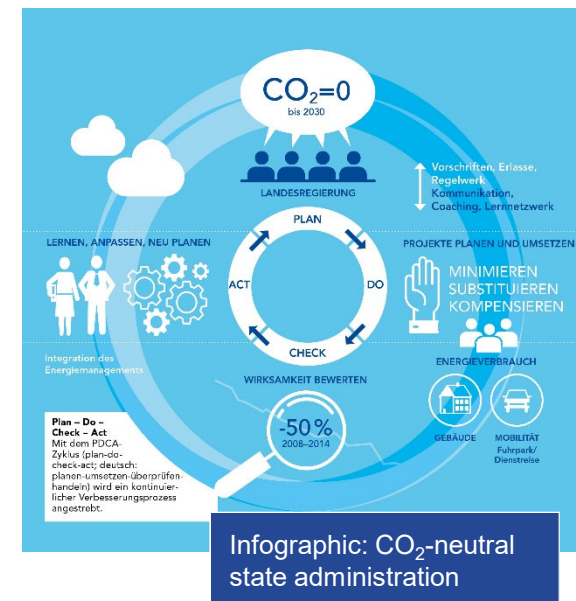 CO₂=0
bis 2030
LANDESREGIERUNG
Vorschriften, Erlasse,
Regelwerk
Kommunikation,
Coaching, Lernnetzwerk
PLAN
LERNEN, ANPASSEN, NEU PLANEN
PROJEKTE PLANEN UND UMSETZEN
ACT
DO
MINIMIEREN
SUBSTITUIEREN
KOMPENSIEREN
CHECK
Integration des
Energiemanagements
WIRKSAMKEIT BEWERTEN
ENERGIEVERBRAUCH
-50%
2008–2014
GEBÄUDE
MOBILITÄT
Fuhrpark/
Dienstreise
Plan – Do –
Check – Act
Mit dem PDCA-
Zyklus (plan-do-
check-act; deutsch:
planen-umsetzen-überprüfen-
handeln) wird ein kontinuier-
licher Verbesserungsprozess
angestrebt.
Infographic: CO₂-neutral
state administration